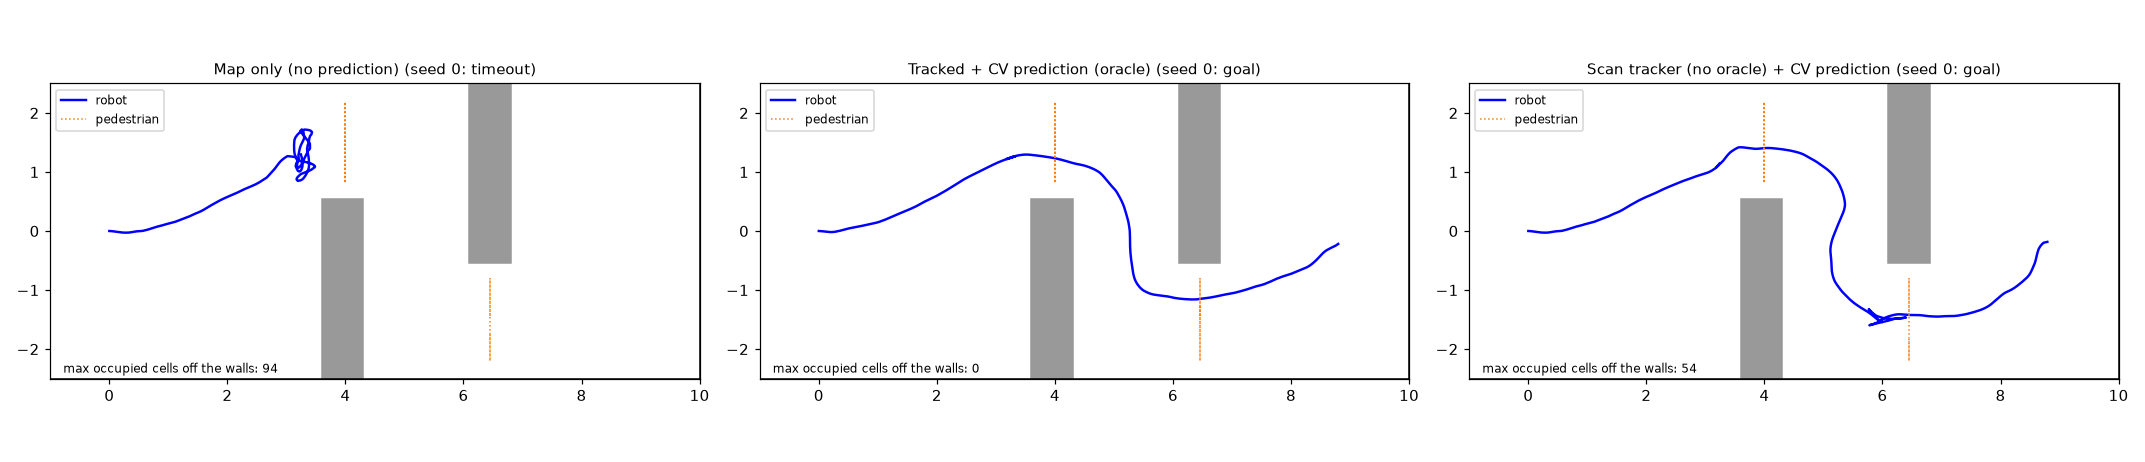 Map only (no prediction) (seed 0: timeout)
robot
pedestrian
2
1
0
−1
−2
max occupied cells off the walls: 94
0 2 4 6 8 10
Tracked + CV prediction (oracle) (seed 0: goal)
robot
pedestrian
2
1
0
−1
−2
max occupied cells off the walls: 0
0 2 4 6 8 10
Scan tracker (no oracle) + CV prediction (seed 0: goal)
robot
pedestrian
2
1
0
−1
−2
max occupied cells off the walls: 54
0 2 4 6 8 10